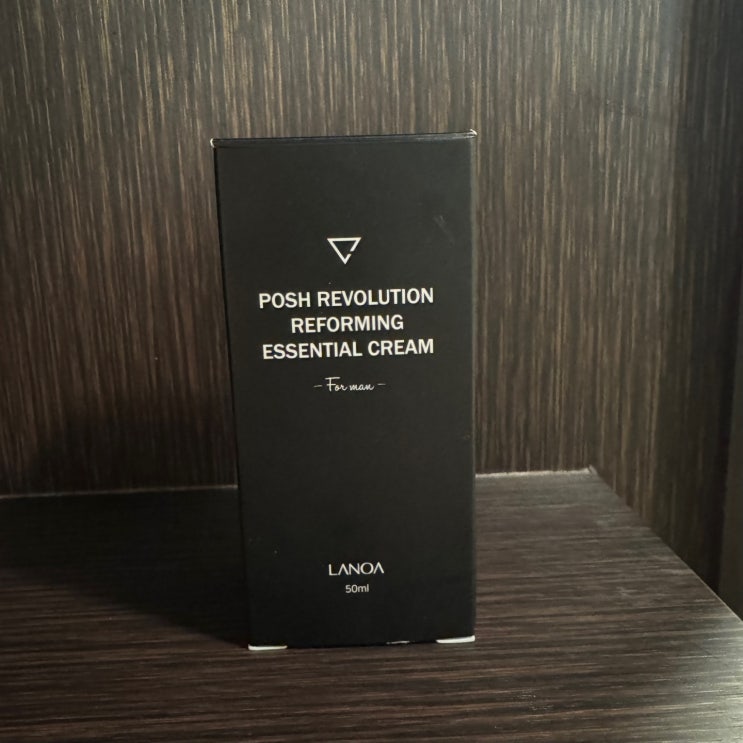 POSH REVOLUTION
REFORMING
ESSENTIAL CREAM
– For man –
LANOA
50ml